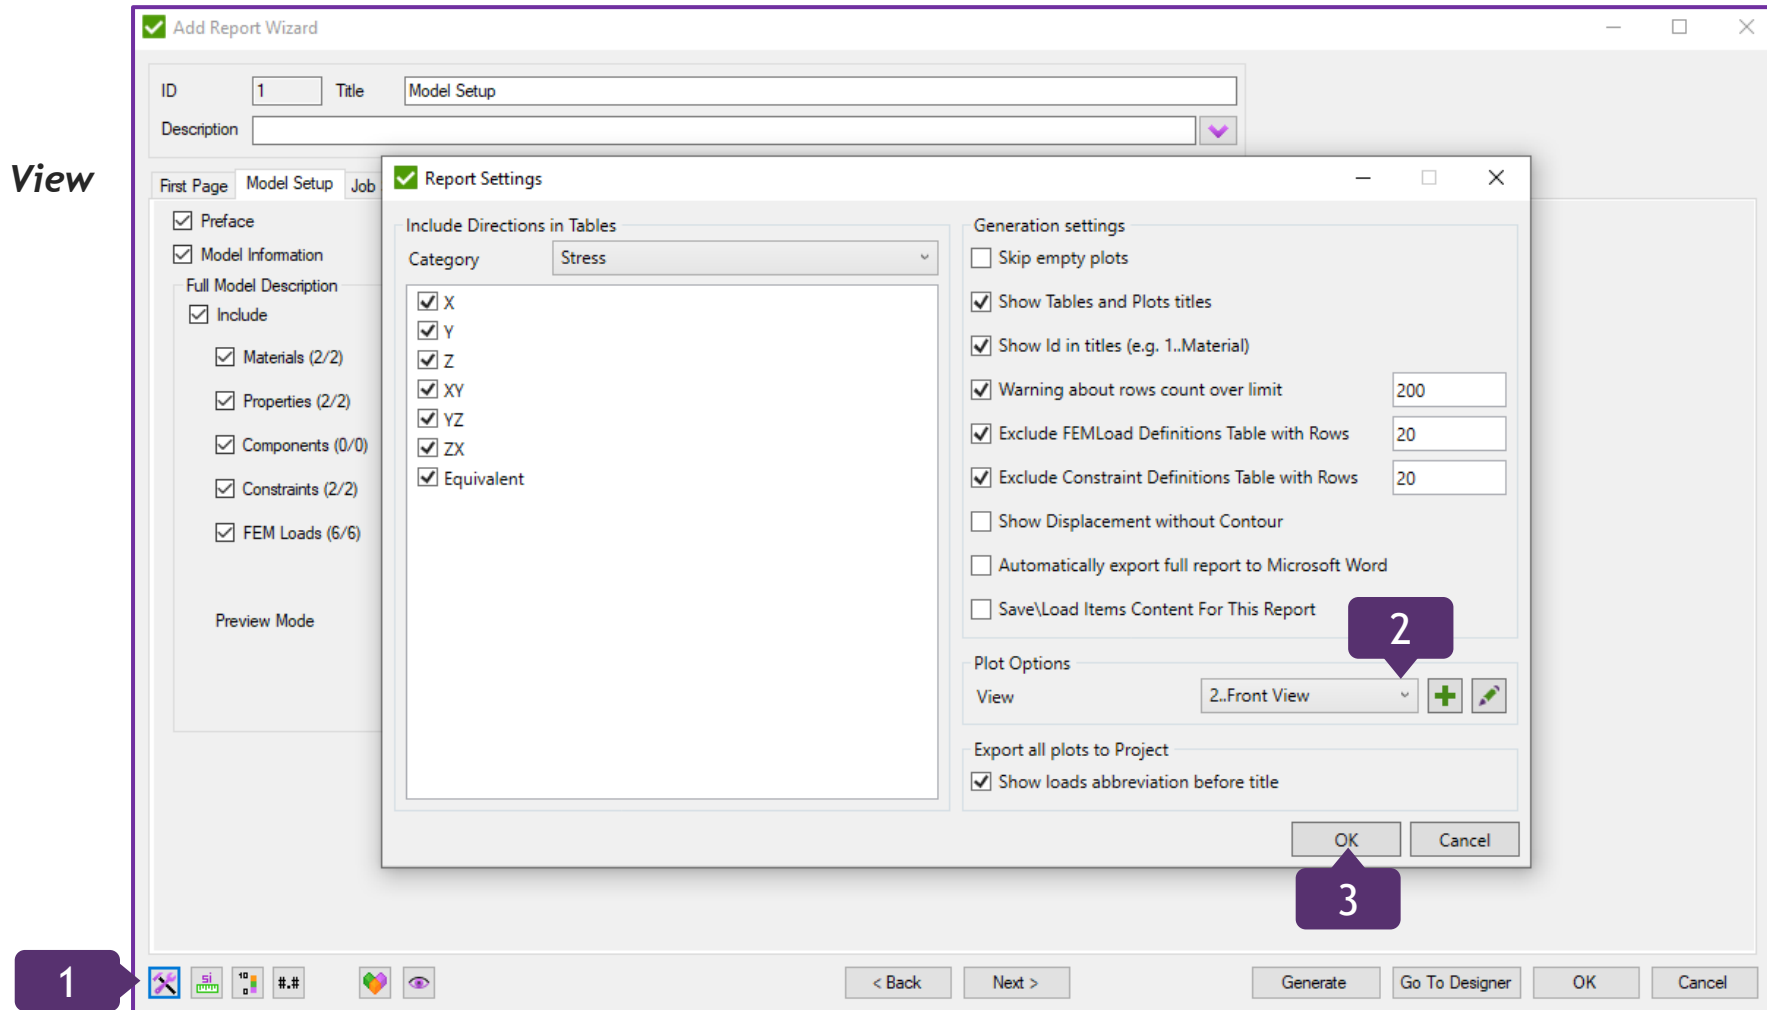 Add Report Wizard
ID 1 Title Model Setup
Description
View
First Page Model Setup Job
Preface
Model Information
Full Model Description
Include
Materials (2/2)
Properties (2/2)
Components (0/0)
Constraints (2/2)
FEM Loads (6/6)
Preview Mode
Report Settings
Include Directions in Tables
Category Stress
X
Y
Z
XY
YZ
ZX
Equivalent
Generation settings
Skip empty plots
Show Tables and Plots titles
Show Id in titles (e.g. 1..Material)
Warning about rows count over limit 200
Exclude FEMLoad Definitions Table with Rows 20
Exclude Constraint Definitions Table with Rows 20
Show Displacement without Contour
Automatically export full report to Microsoft Word
Save\Load Items Content For This Report
2
Plot Options
View 2..Front View
Export all plots to Project
Show loads abbreviation before title
OK Cancel
3
1
si 10 0 #.# < Back Next > Generate Go To Designer OK Cancel